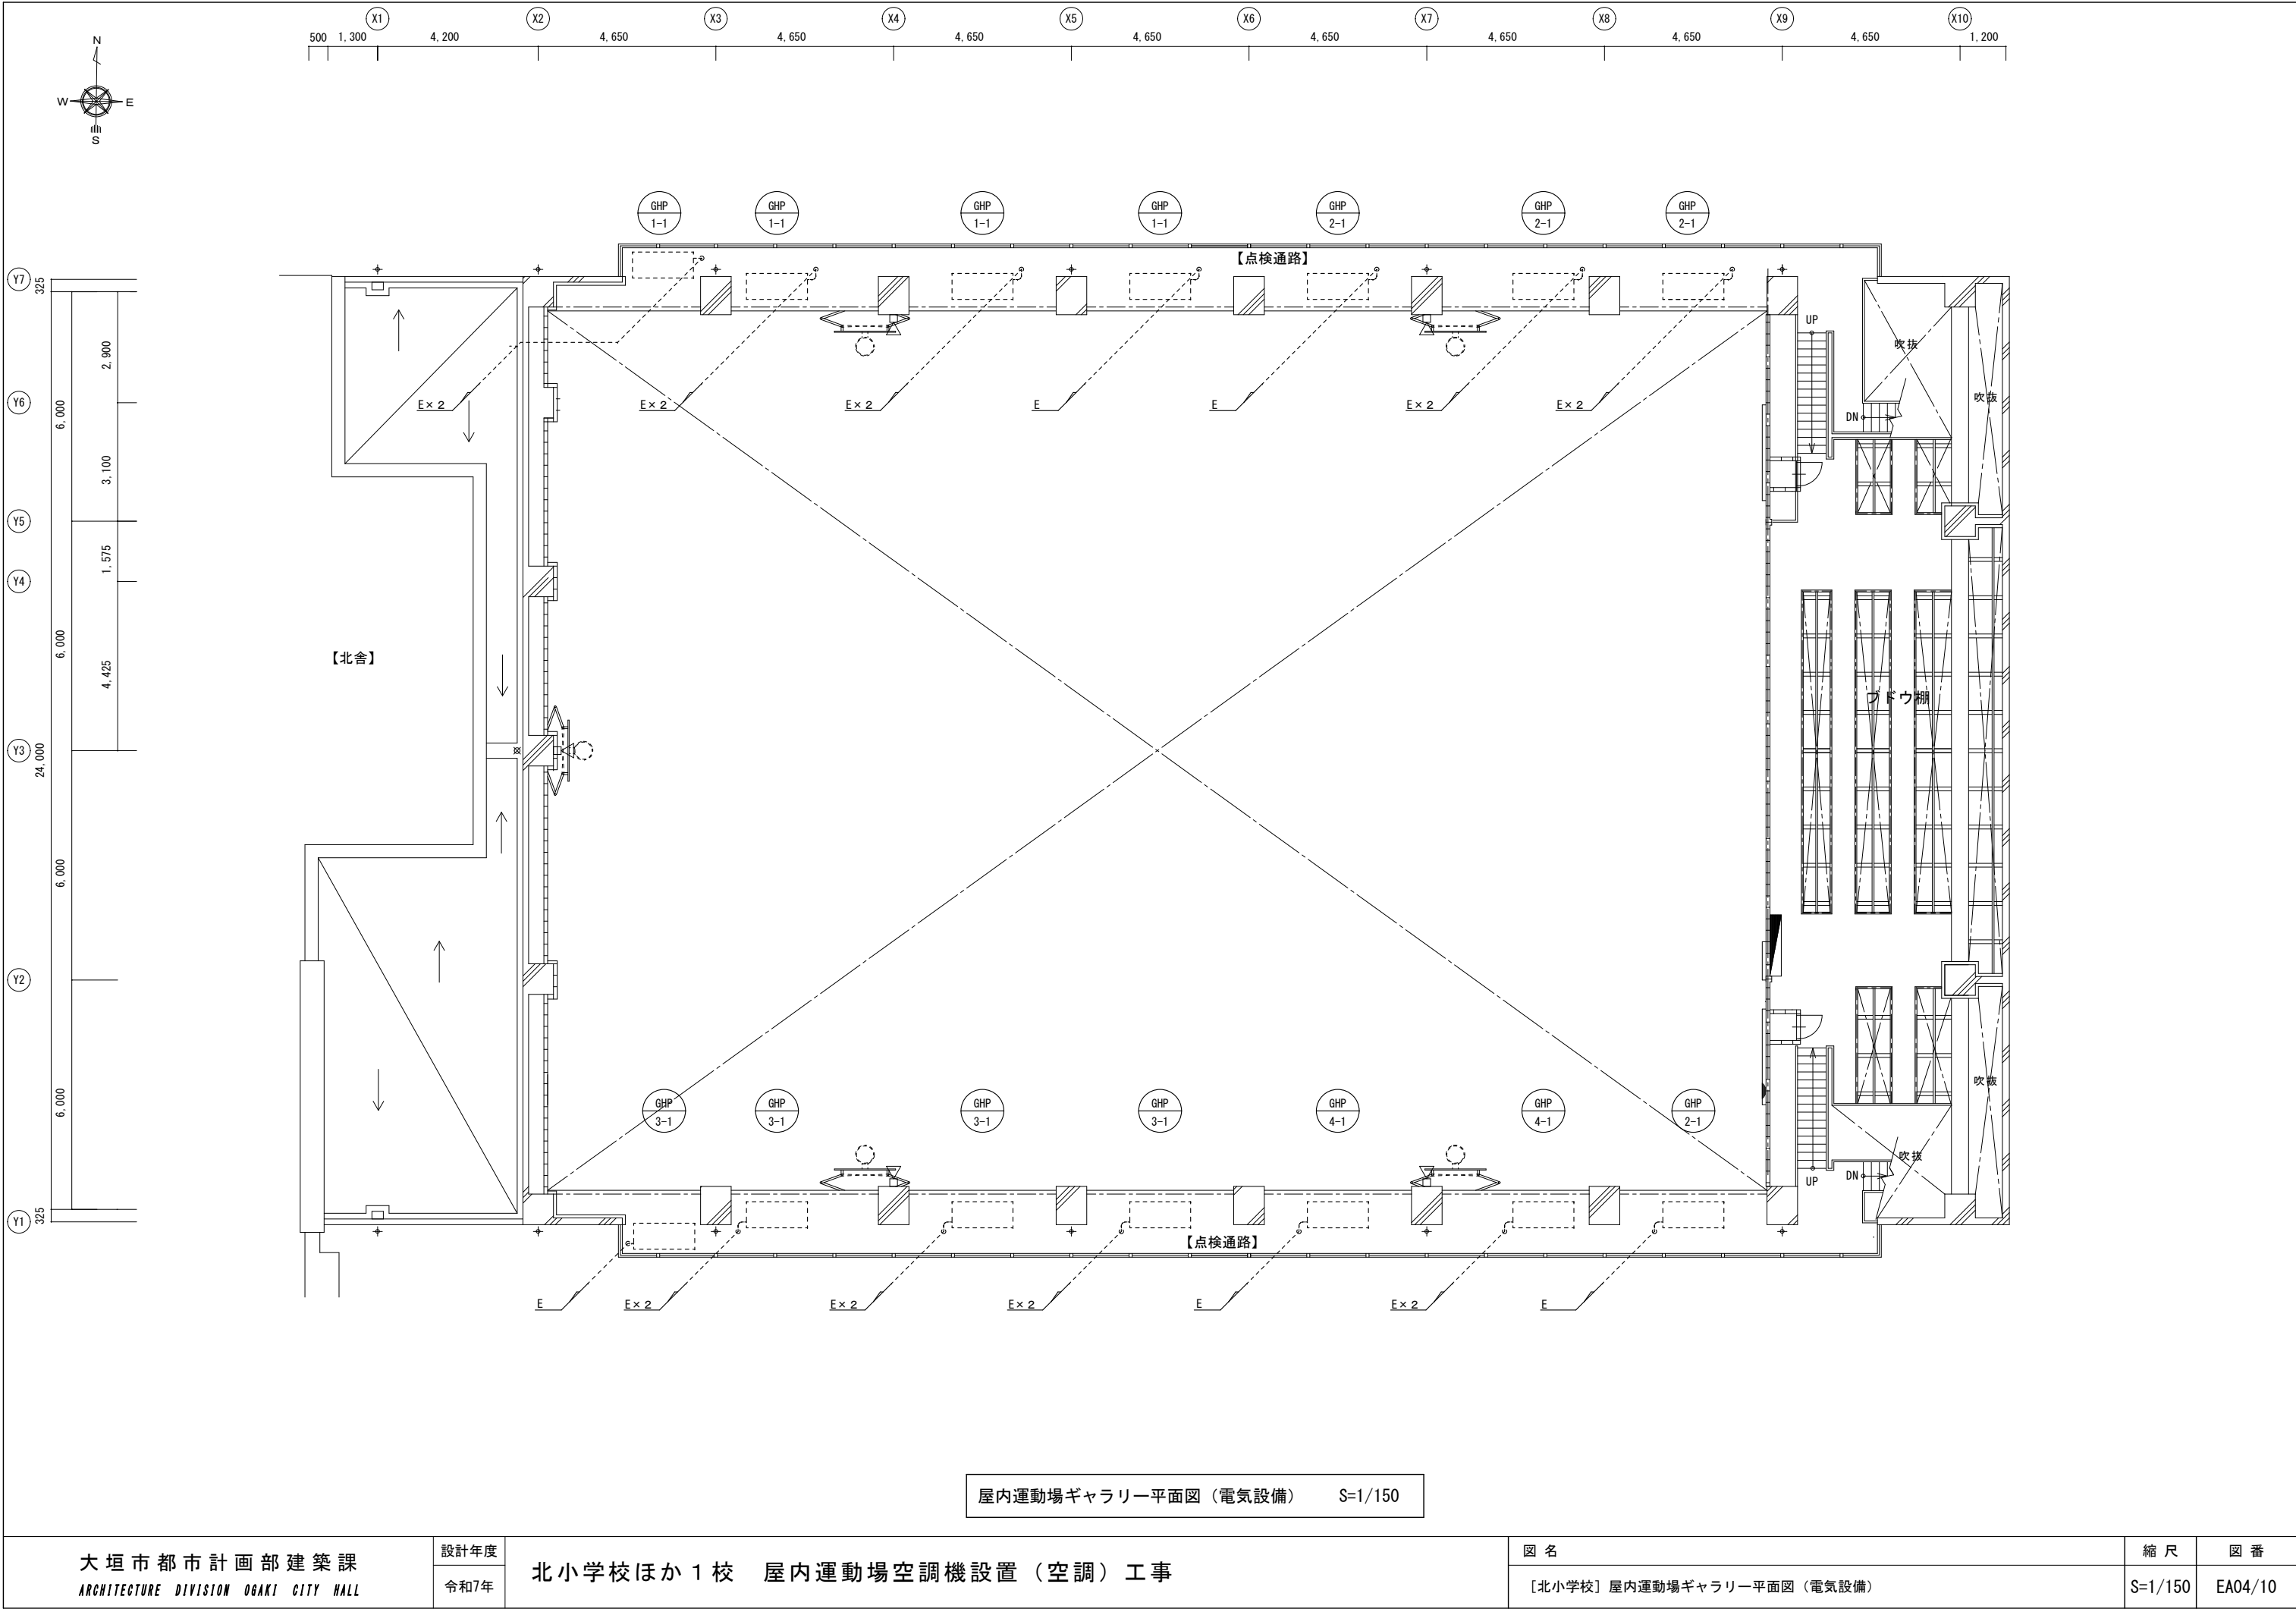 X1 X2 X3 X4 X5 X6 X7 X8 X9 X10
500 1,300 4,200 4,650 4,650 4,650 4,650 4,650 4,650 4,650 4,650 1,200
N
W E
S
GHP 1-1 GHP 1-1 GHP 1-1 GHP 1-1 GHP 2-1 GHP 2-1 GHP 2-1
【点検通路】
Y7
325
UP
吹抜
2,900
Y6
6,000
E×2 E×2 E×2 E E E×2 E×2
DN
吹抜
3,100
Y5
1,575
Y4
6,000
【北舎】
4,425
ブドウ棚
Y3
24,000
6,000
Y2
6,000
吹抜
GHP 3-1 GHP 3-1 GHP 3-1 GHP 3-1 GHP 4-1 GHP 4-1 GHP 2-1
吹抜
UP
DN
Y1
325
【点検通路】
E E×2 E×2 E×2 E E×2 E
屋内運動場ギャラリー平面図（電気設備） S=1/150
大垣市都市計画部建築課
ARCHITECTURE DIVISION OGAKI CITY HALL
設計年度
令和7年
北小学校ほか１校 屋内運動場空調機設置（空調）工事
図名
［北小学校］屋内運動場ギャラリー平面図（電気設備）
縮尺
S=1/150
図番
EA04/10